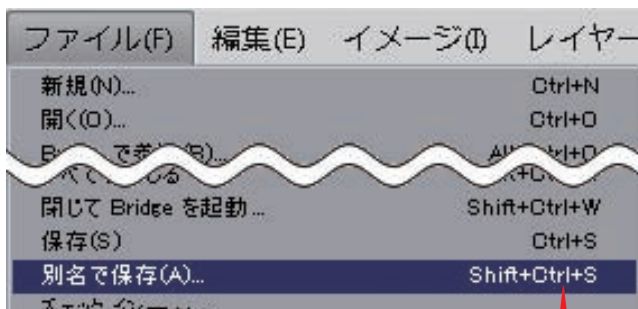 ファイル(F) 編集(E) イメージ(I) レイヤー
新規(N)... Ctrl+N
開く(O)... Ctrl+O
閉じて Bridge を起動... Shift+Ctrl+W
保存(S) Ctrl+S
別名で保存(A)... Shift+Ctrl+S